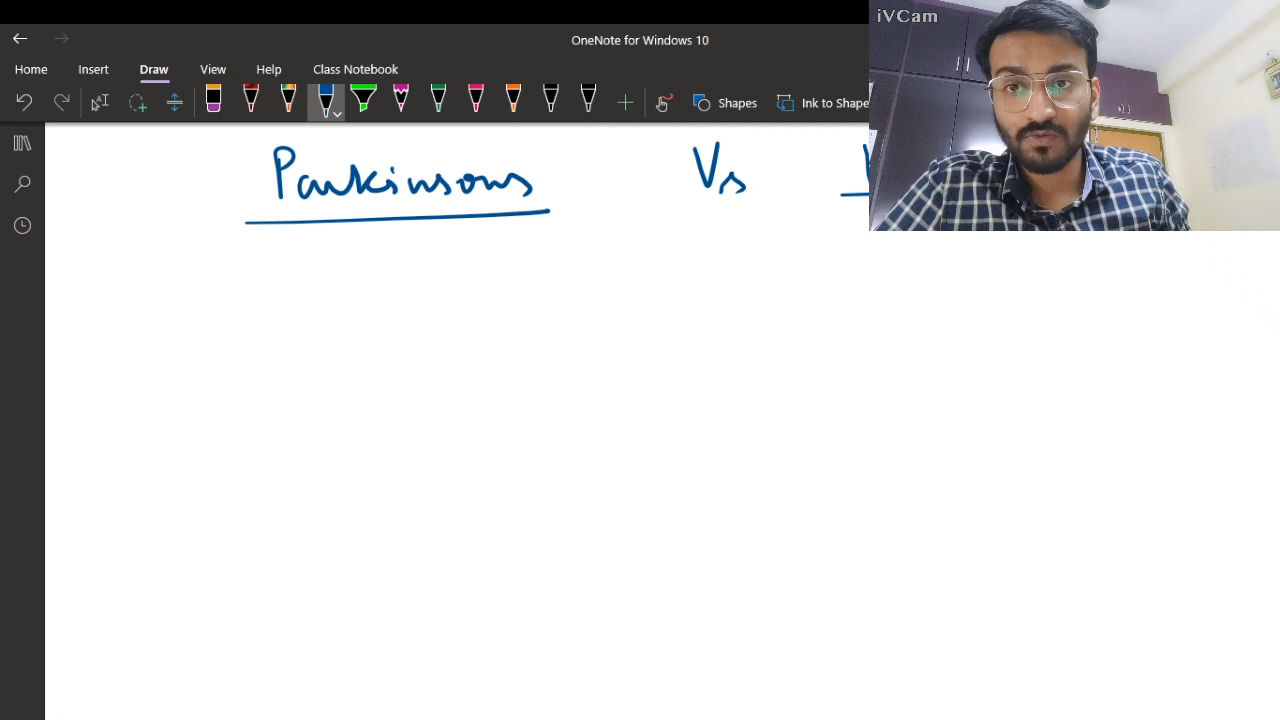 iVCam
OneNote for Windows 10
Home Insert Draw View Help Class Notebook
Shapes Ink to Shape
Parkinsons Vs